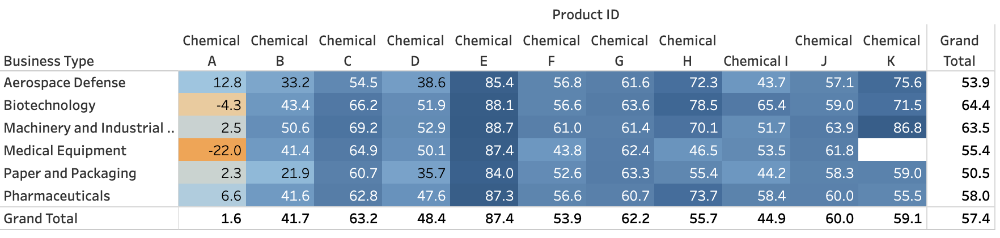 Product ID
Chemical Chemical Chemical Chemical Chemical Chemical Chemical Chemical Chemical Chemical Grand
Business Type A B C D E F G H Chemical I J K Total
Aerospace Defense 12.8 33.2 54.5 38.6 85.4 56.8 61.6 72.3 43.7 57.1 75.6 53.9
Biotechnology -4.3 43.4 66.2 51.9 88.1 56.6 63.6 78.5 65.4 59.0 71.5 64.4
Machinery and Industrial .. 2.5 50.6 69.2 52.9 88.7 61.0 61.4 70.1 51.7 63.9 86.8 63.5
Medical Equipment -22.0 41.4 64.9 50.1 87.4 43.8 62.4 46.5 53.5 61.8 55.4
Paper and Packaging 2.3 21.9 60.7 35.7 84.0 52.6 63.3 55.4 44.2 58.3 59.0 50.5
Pharmaceuticals 6.6 41.6 62.8 47.6 87.3 56.6 60.7 73.7 58.4 60.0 55.5 58.0
Grand Total 1.6 41.7 63.2 48.4 87.4 53.9 62.2 55.7 44.9 60.0 59.1 57.4